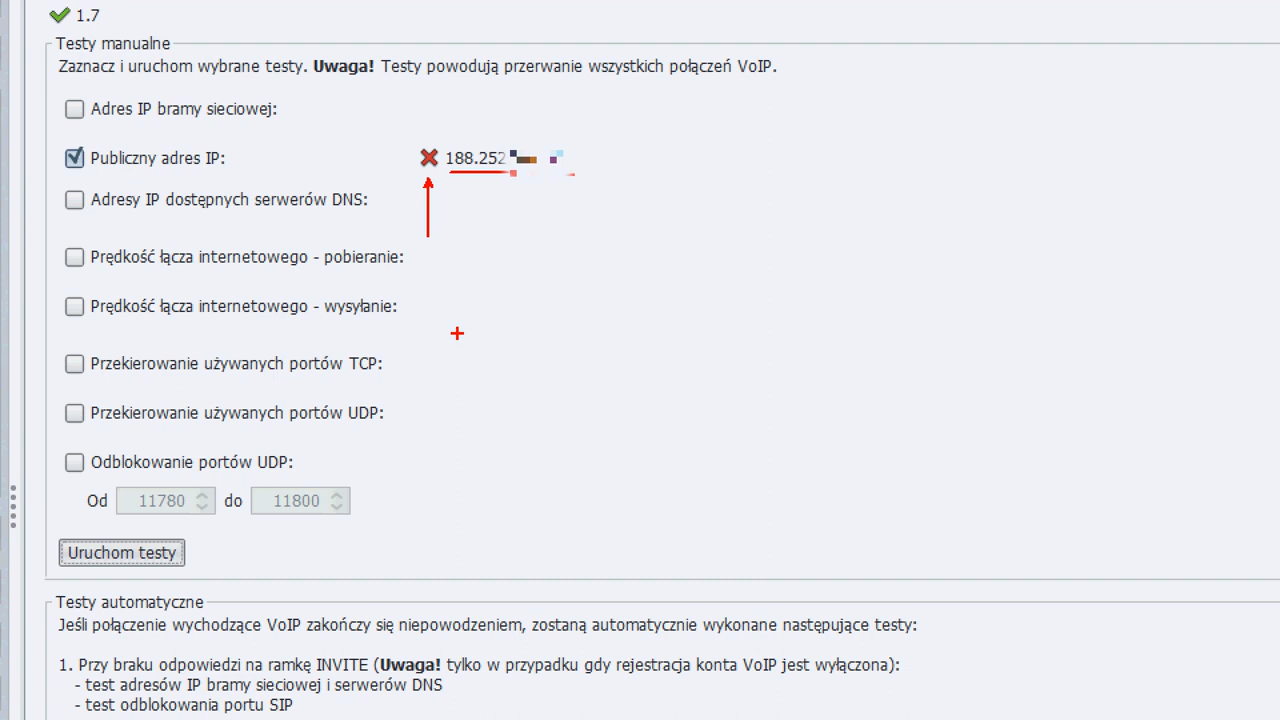 1.7
Testy manualne
Zaznacz i uruchom wybrane testy. Uwaga! Testy powodują przerwanie wszystkich połączeń VoIP.
Adres IP bramy sieciowej:
Publiczny adres IP: 188.252
Adresy IP dostępnych serwerów DNS:
Prędkość łącza internetowego - pobieranie:
Prędkość łącza internetowego - wysyłanie:
Przekierowanie używanych portów TCP:
Przekierowanie używanych portów UDP:
Odblokowanie portów UDP:
Od 11780 do 11800
Uruchom testy
Testy automatyczne
Jeśli połączenie wychodzące VoIP zakończy się niepowodzeniem, zostaną automatycznie wykonane następujące testy:
1. Przy braku odpowiedzi na ramkę INVITE (Uwaga! tylko w przypadku gdy rejestracja konta VoIP jest wyłączona):
- test adresów IP bramy sieciowej i serwerów DNS
- test odblokowania portu SIP